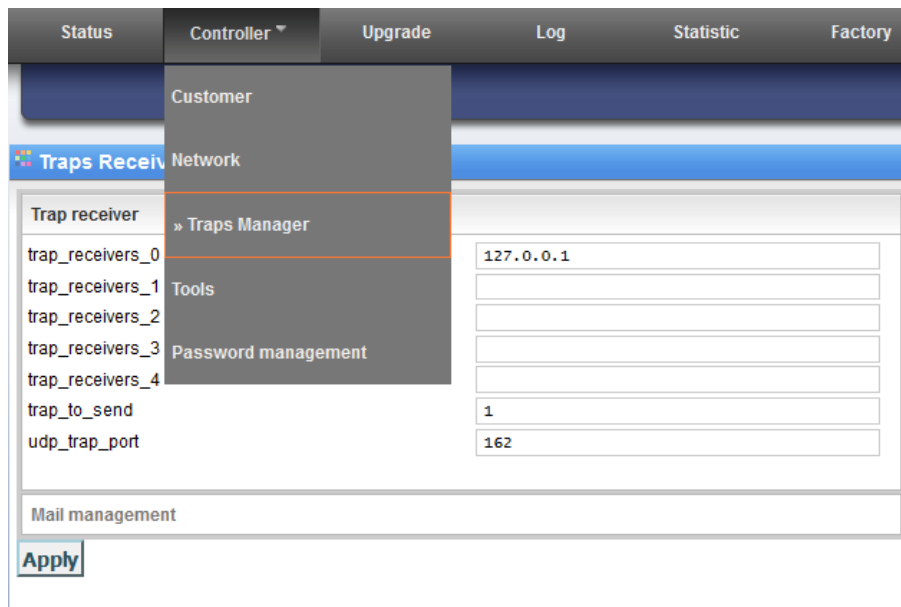 Status Controller Upgrade Log Statistic Factory
Customer
Network
» Traps Manager
Tools
Password management
Traps Receiv
Trap receiver
trap_receivers_0 127.0.0.1
trap_receivers_1
trap_receivers_2
trap_receivers_3
trap_receivers_4
trap_to_send 1
udp_trap_port 162
Mail management
Apply